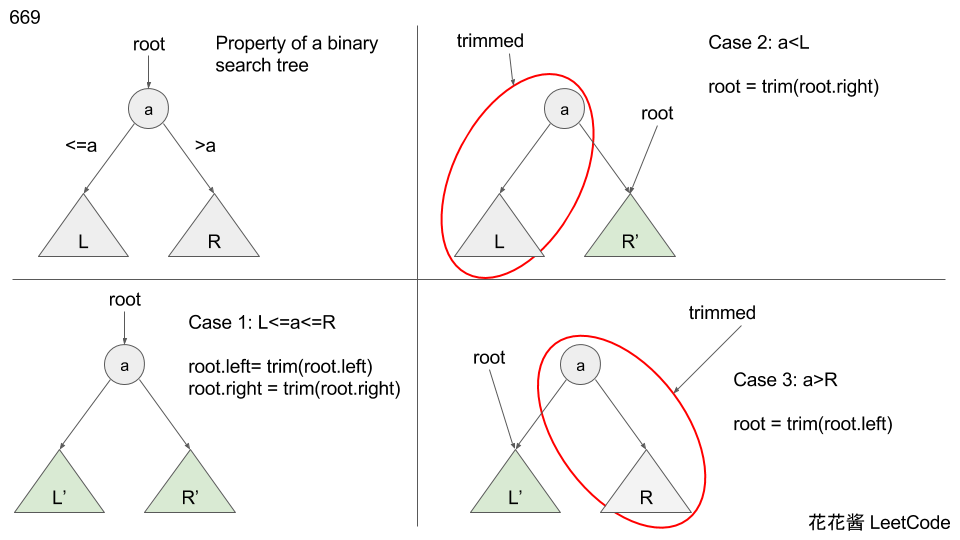 669
root
Property of a binary
search tree
a
<=a
>a
L
R
trimmed
Case 2: a<L
root = trim(root.right)
a
root
L
R’
root
Case 1: L<=a<=R
a
root.left= trim(root.left)
root.right = trim(root.right)
L’
R’
trimmed
root
a
Case 3: a>R
root = trim(root.left)
L’
R
花花酱 LeetCode